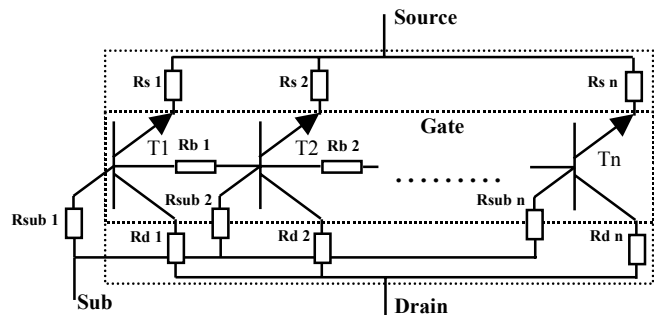 Source
Rs 1 Rs 2 Rs n
Gate
T1 Rb 1 T2 Rb 2 Tn
Rsub 1 Rsub 2 Rsub n
Rd 1 Rd 2 Rd n
Sub Drain